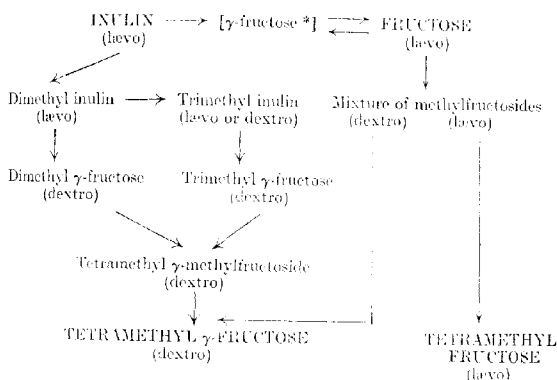 INULIN [γ-fructose *] FRUCTOSE
(lævo) (lævo)
Dimethyl inulin Trimethyl inulin Mixture of methylfructosides
(lævo) (lævo or dextro) (dextro) (lævo)
Dimethyl γ-fructose Trimethyl γ-fructose
(dextro) (dextro)
Tetramethyl γ-methylfructoside
(dextro)
TETRAMETHYL γ-FRUCTOSE TETRAMETHYL
(dextro) FRUCTOSE
(lævo)